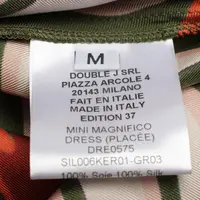 M
DOUBLE J SRL
PIAZZA ARCOLE 4
20143 MILANO
FAIT EN ITALIE
MADE IN ITALY
EDITION 37
MINI MAGNIFICO
DRESS (PLACÉE)
DRE0575
SIL006KER01-GR03
100% Soie 100% Silk